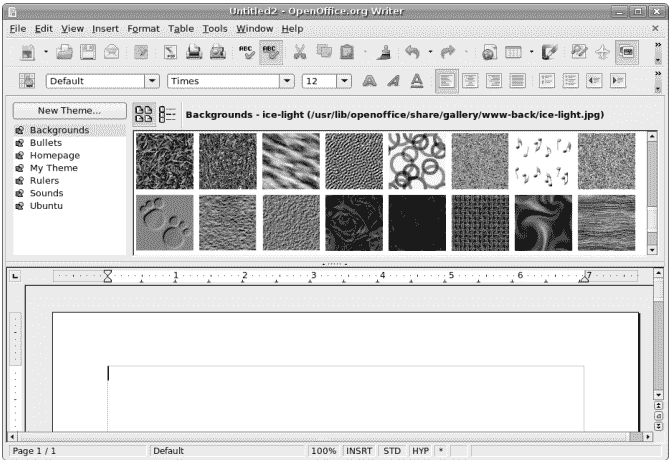 Untitled2 - OpenOffice.org Writer
File Edit View Insert Format Table Tools Window Help
ABC ABC
Default Times 12
New Theme... Backgrounds - ice-light (/usr/lib/openoffice/share/gallery/www-back/ice-light.jpg)
Backgrounds
Bullets
Homepage
My Theme
Rulers
Sounds
Ubuntu
1 2 3 4 5 6 7
Page 1 / 1 Default 100% INSRT STD HYP *